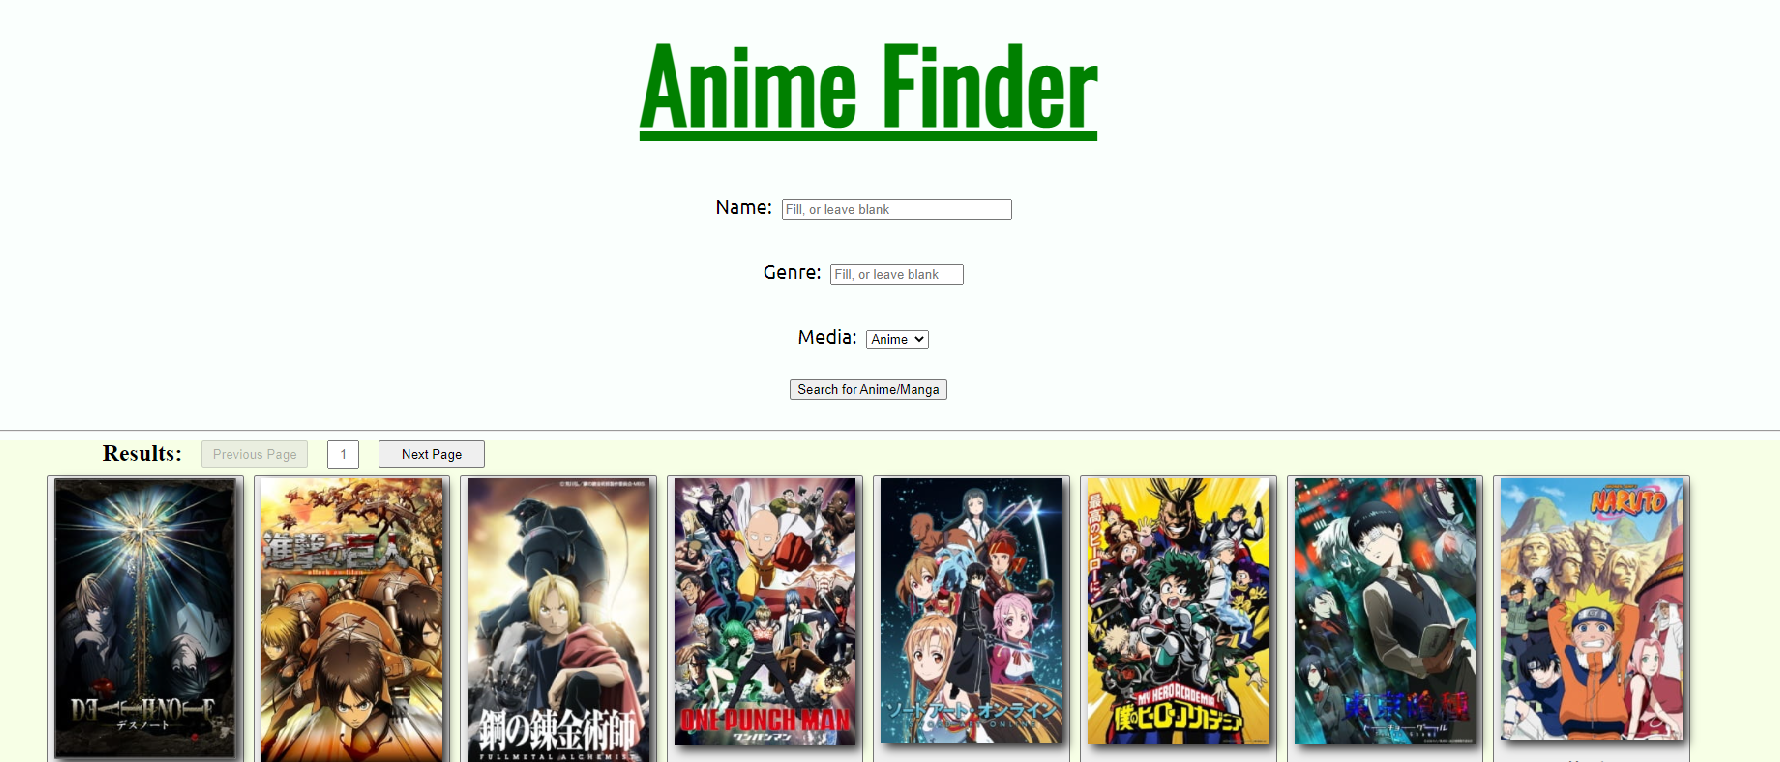 Anime Finder
Name: Fill, or leave blank
Genre: Fill, or leave blank
Media: Anime
Search for Anime/Manga
Results: Previous Page 1 Next Page
DEATH NOTE
デスノート
進撃の巨人
attack on titan
鋼の錬金術師
FULLMETAL ALCHEMIST
ONE PUNCH MAN
ワンパンマン
ソードアート・オンライン
SWORD ART ONLINE
最高のヒーローに
MY HERO ACADEMIA
僕のヒーローアカデミア
東京喰種
トーキョーグール
NARUTO